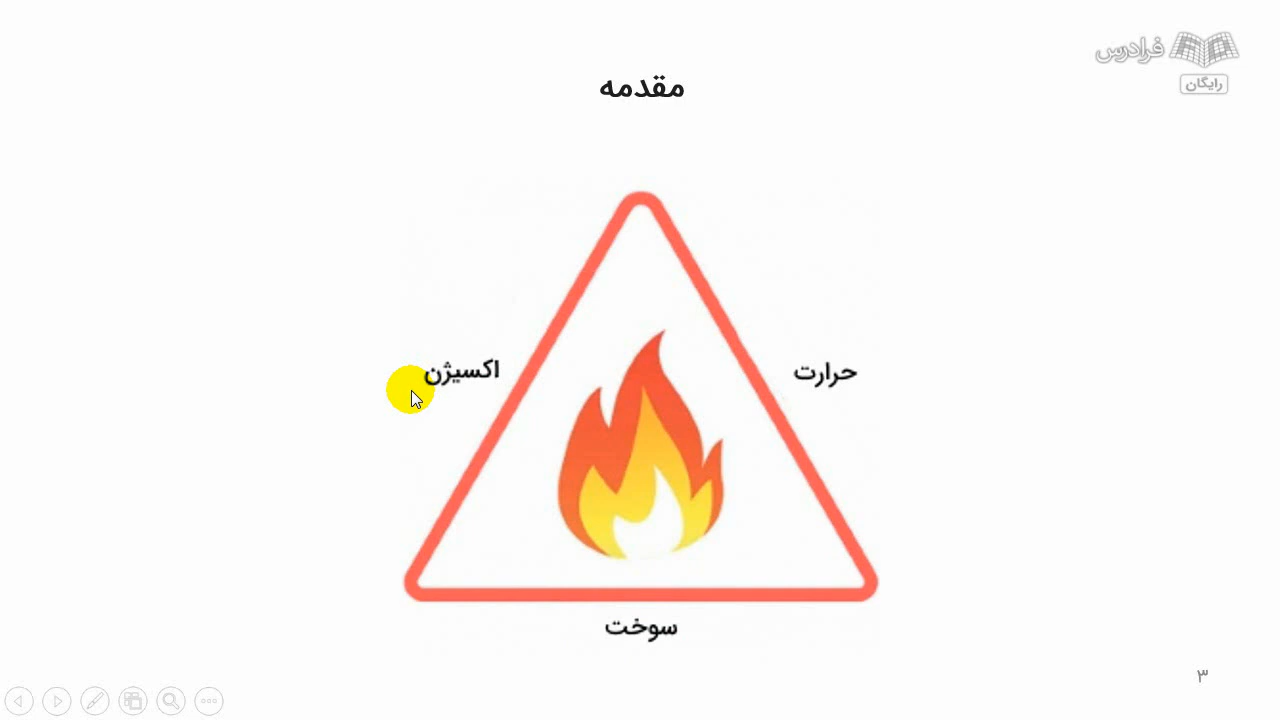 فرادرس
رایگان
مقدمه
حرارت
اکسیژن
سوخت
۳